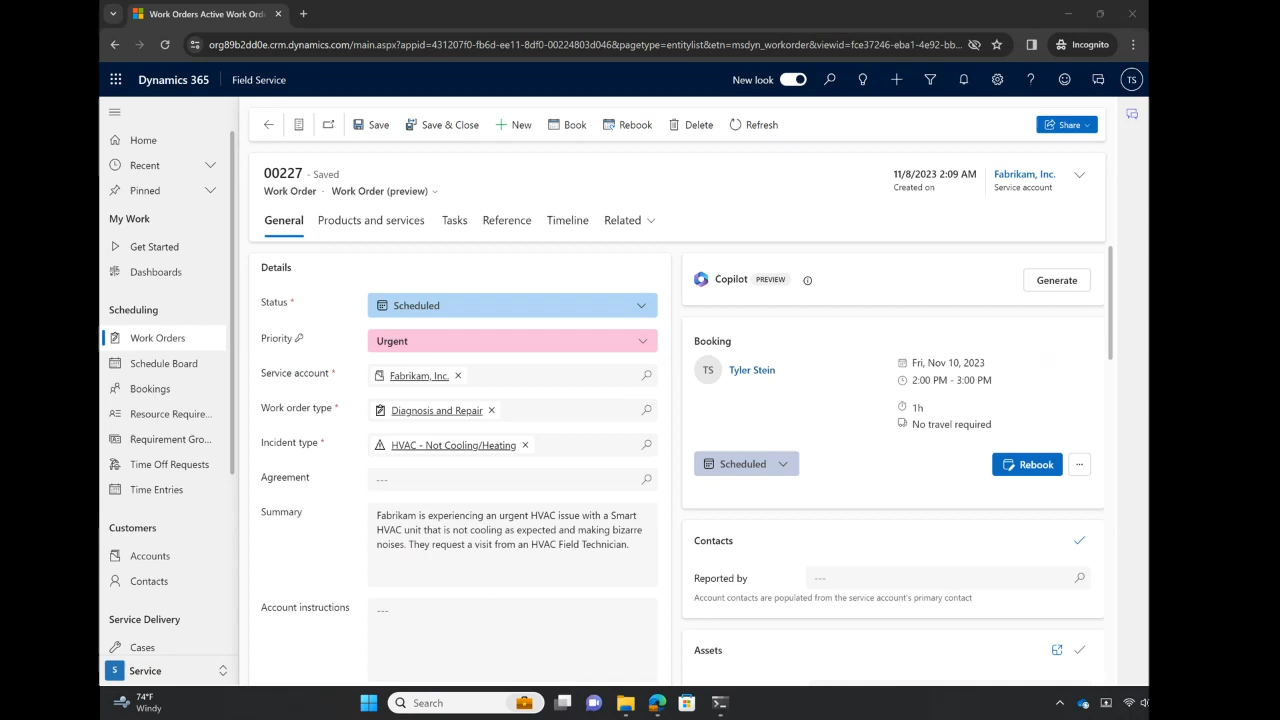 Work Orders Active Work Ord
org89b2dd0e.crm.dynamics.com/main.aspx?appid=431207f0-fb6d-ee11-8df0-00224803d046&pagetype=entitylist&etn=msdyn_workorder&viewid=fce37246-eba1-4e92-bb...
Incognito
Dynamics 365
Field Service
New look
TS
Home
Recent
Pinned
My Work
Get Started
Dashboards
Scheduling
Work Orders
Schedule Board
Bookings
Resource Require...
Requirement Gro...
Time Off Requests
Time Entries
Customers
Accounts
Contacts
Service Delivery
Cases
S Service
Save
Save & Close
New
Book
Rebook
Delete
Refresh
Share
00227 - Saved
Work Order · Work Order (preview)
11/8/2023 2:09 AM
Created on
Fabrikam, Inc.
Service account
General
Products and services
Tasks
Reference
Timeline
Related
Details
Status *
Scheduled
Priority
Urgent
Service account *
Fabrikam, Inc.
Work order type *
Diagnosis and Repair
Incident type *
HVAC - Not Cooling/Heating
Agreement
---
Summary
Fabrikam is experiencing an urgent HVAC issue with a Smart
HVAC unit that is not cooling as expected and making bizarre
noises. They request a visit from an HVAC Field Technician.
Account instructions
---
Copilot PREVIEW
Generate
Booking
TS
Tyler Stein
Fri, Nov 10, 2023
2:00 PM - 3:00 PM
1h
No travel required
Scheduled
Rebook
...
Contacts
Reported by
---
Account contacts are populated from the service account's primary contact
Assets
74°F
Windy
Search